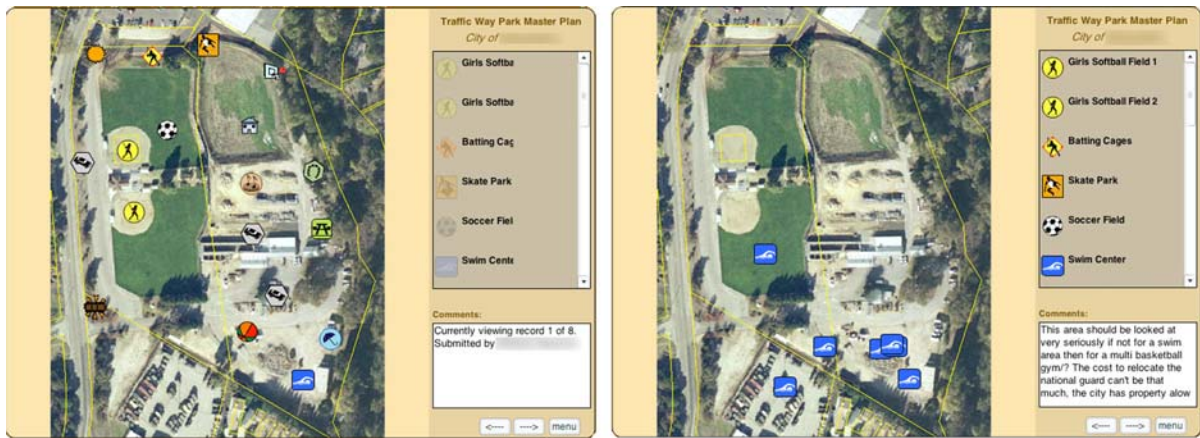 Traffic Way Park Master Plan
City of
Girls Softba
Girls Softba
Batting Cag
Skate Park
Soccer Fiel
Swim Cente
Comments:
Currently viewing record 1 of 8.
Submitted by
<---- ----> menu
Traffic Way Park Master Plan
City of
Girls Softball Field 1
Girls Softball Field 2
Batting Cages
Skate Park
Soccer Field
Swim Center
Comments:
This area should be looked at
very seriously if not for a swim
area then for a multi basketball
gym/? The cost to relocate the
national guard can't be that
much, the city has property alow
<---- ----> menu